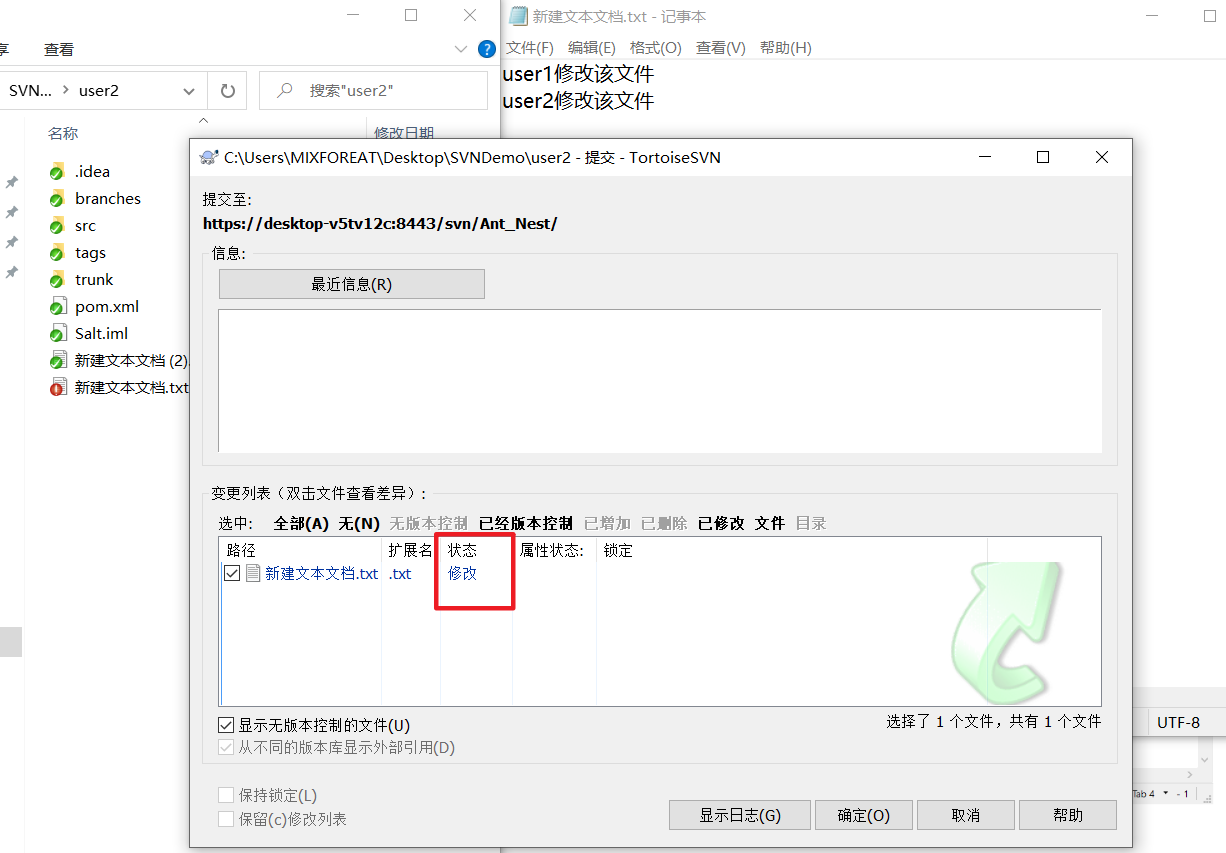 新建文本文档.txt - 记事本
享 查看
?
文件(F) 编辑(E) 格式(O) 查看(V) 帮助(H)
user1修改该文件
user2修改该文件
SVN... › user2
搜索"user2"
名称 修改日期
.idea
branches
src
tags
trunk
pom.xml
Salt.iml
新建文本文档 (2).
新建文本文档.txt
C:\Users\MIXFOREAT\Desktop\SVNDemo\user2 - 提交 - TortoiseSVN
提交至:
https://desktop-v5tv12c:8443/svn/Ant_Nest/
信息:
最近信息(R)
变更列表（双击文件查看差异）:
选中: 全部(A) 无(N) 无版本控制 已经版本控制 已增加 已删除 已修改 文件 目录
路径 扩展名 状态 属性状态: 锁定
新建文本文档.txt .txt 修改
显示无版本控制的文件(U)
选择了 1 个文件，共有 1 个文件
从不同的版本库显示外部引用(D)
保持锁定(L)
保留(c)修改列表
显示日志(G) 确定(O) 取消 帮助
UTF-8
Tab 4 - 1